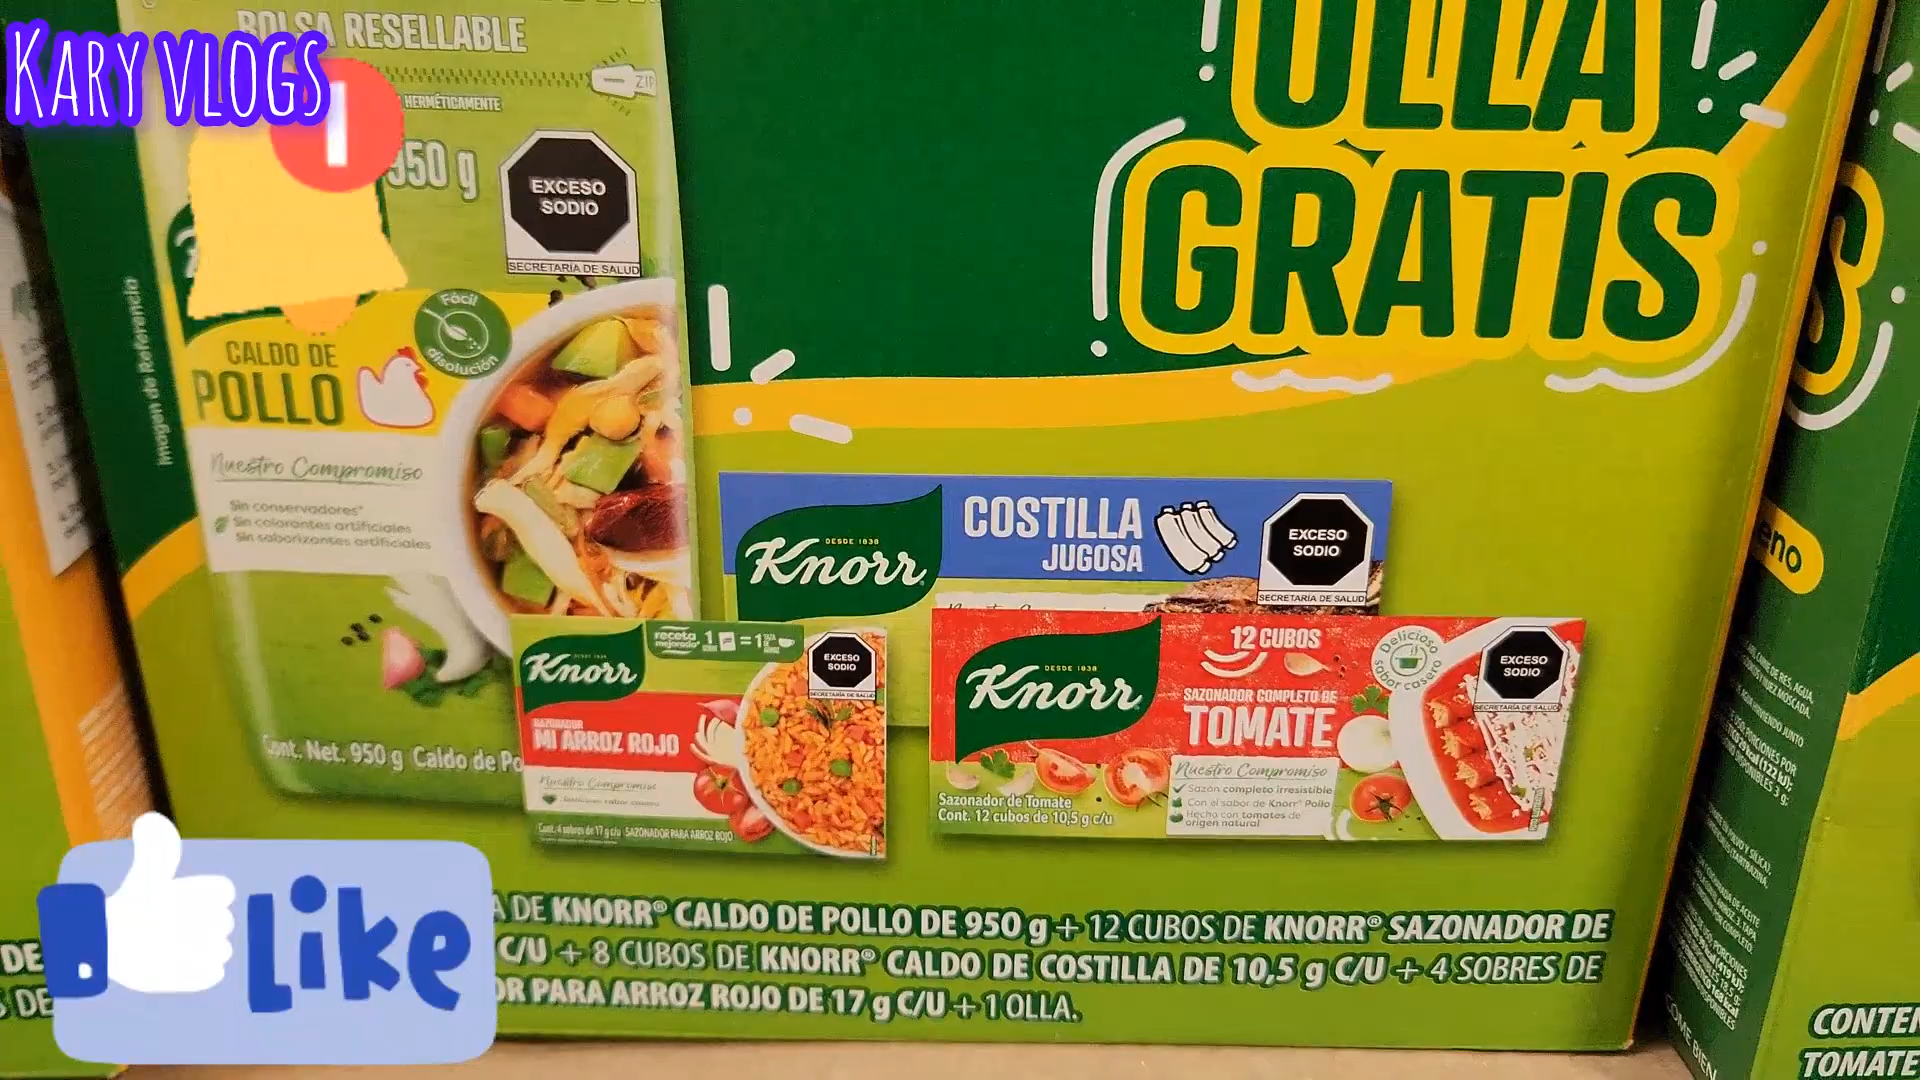 KARY VLOGS
BOLSA RESELLABLE
ZIP
HERMÉTICAMENTE
950 g
EXCESO
SODIO
SECRETARÍA DE SALUD
Imagen de Referencia
Fácil
disolución
CALDO DE
POLLO
Nuestro Compromiso
Sin conservadores*
Sin colorantes artificiales
Sin saborizantes artificiales
Cont. Net. 950 g Caldo de Po
OLLA
GRATIS
DESDE 1838
Knorr
COSTILLA
JUGOSA
EXCESO
SODIO
SECRETARÍA DE SALUD
DESDE 1838
Knorr
receta
mejorada*
1
= 1
EXCESO
SODIO
SECRETARÍA DE SALUD
SAZONADOR
MI ARROZ ROJO
Nuestro Compromiso
Cont. 4 sobres de 17 g c/u SAZONADOR PARA ARROZ ROJO
DESDE 1838
Knorr
12 CUBOS
Delicioso
sabor casero
SAZONADOR COMPLETO DE
TOMATE
EXCESO
SODIO
SECRETARÍA DE SALUD
Nuestro Compromiso
Sazón completo irresistible
Con el sabor de Knorr® Pollo
Hecho con tomates de
origen natural
Sazonador de Tomate
Cont. 12 cubos de 10,5 g c/u
Like
A DE KNORR® CALDO DE POLLO DE 950 g + 12 CUBOS DE KNORR® SAZONADOR DE
C/U + 8 CUBOS DE KNORR® CALDO DE COSTILLA DE 10,5 g C/U + 4 SOBRES DE
OR PARA ARROZ ROJO DE 17 g C/U + 1 OLLA.
DE
S DE
S
eno
CONTEN
TOMATE